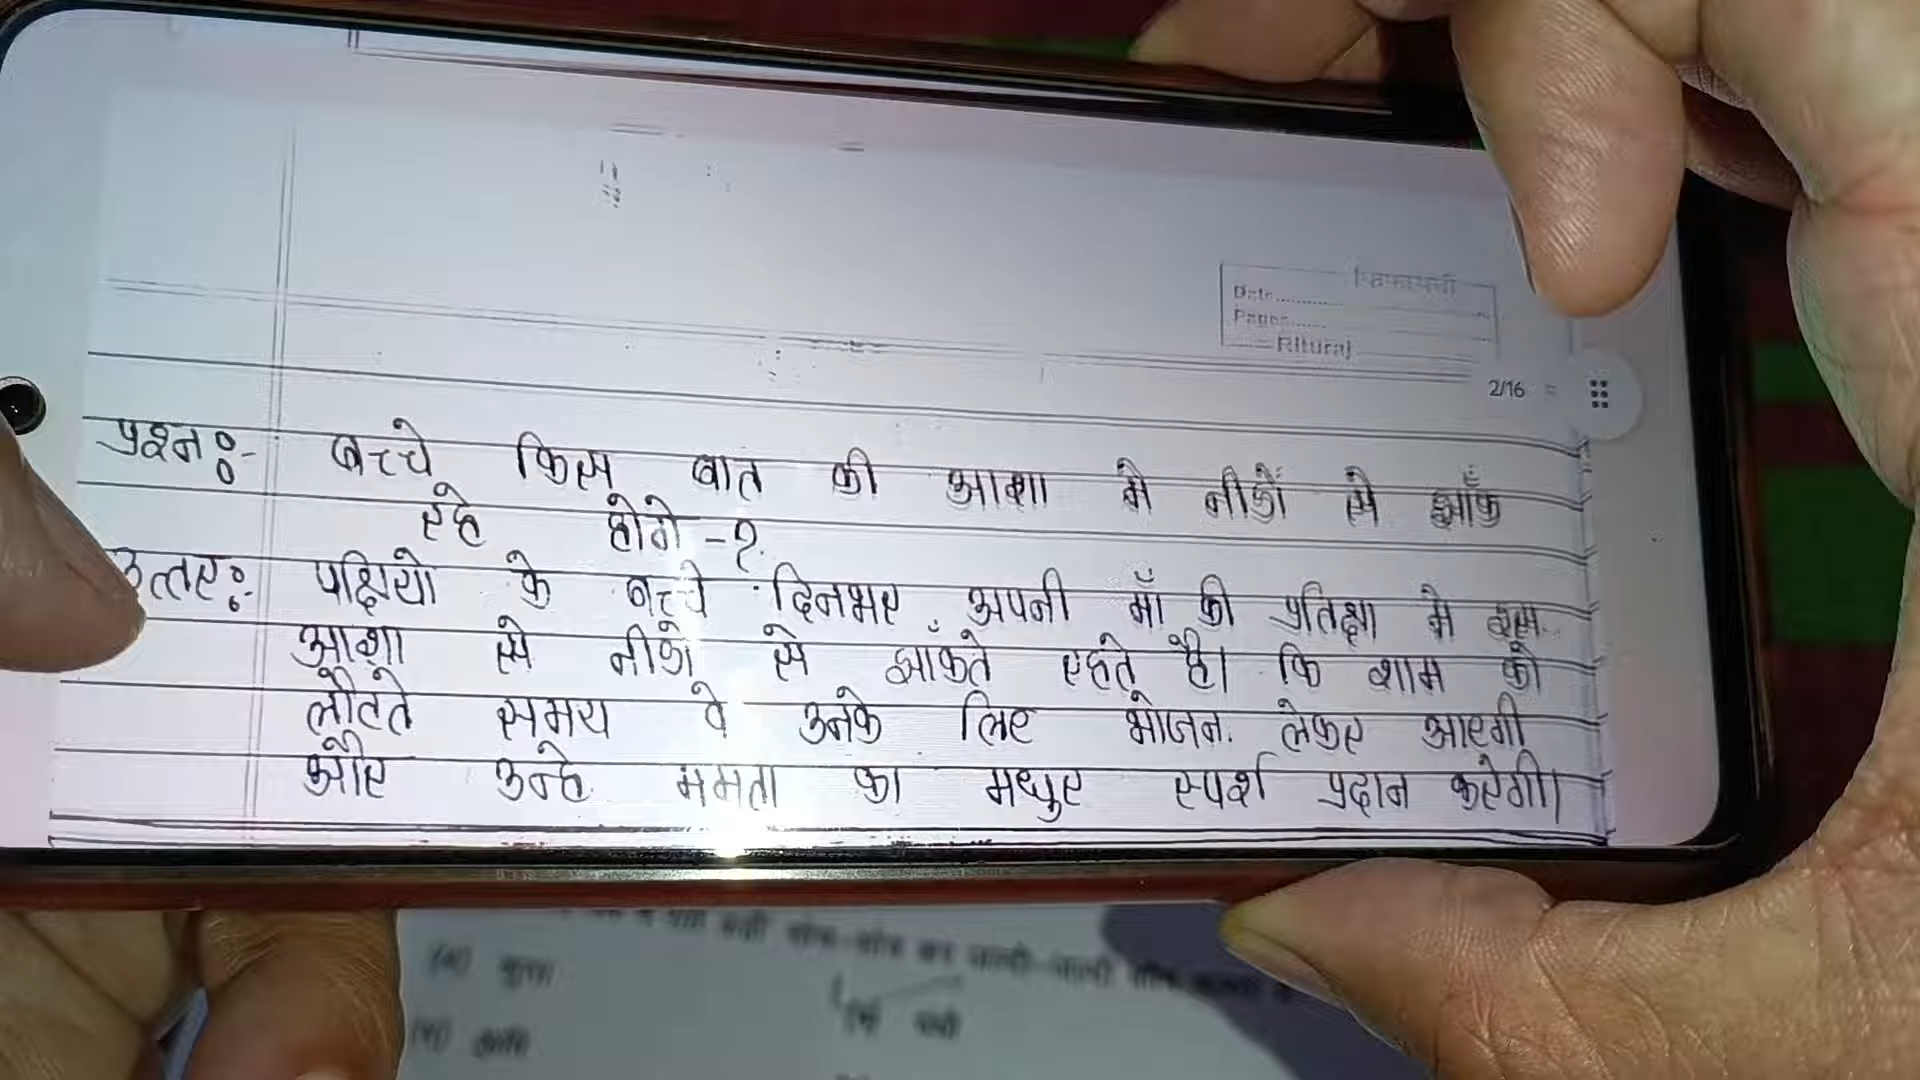 Date..............
Pages.......
Rituraj
2/16
प्रश्नः- बच्चे किस बात की आशा मे नीडों से झाँक
रहे होगे -?
उत्तरः- पक्षियो के बच्चे दिनभर अपनी माँ की प्रतिक्षा मे इस
आशा से नीडो से झाँकते रहते है। कि शाम को
लौटते समय वे उनके लिए भोजन लेकर आएगी
और उन्हे ममता का मधुर स्पर्श प्रदान करेगी।